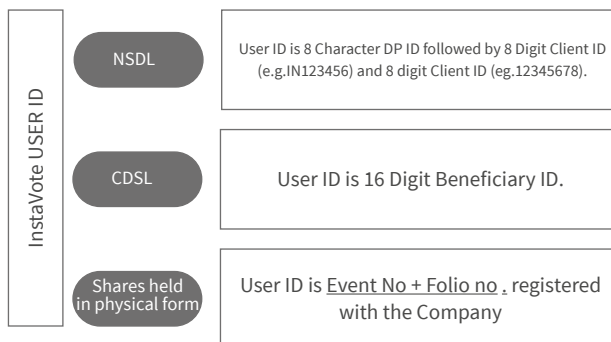 InstaVote USER ID
NSDL
User ID is 8 Character DP ID followed by 8 Digit Client ID
(e.g.IN123456) and 8 digit Client ID (eg.12345678).
CDSL
User ID is 16 Digit Beneficiary ID.
Shares held
in physical form
User ID is Event No + Folio no . registered
with the Company